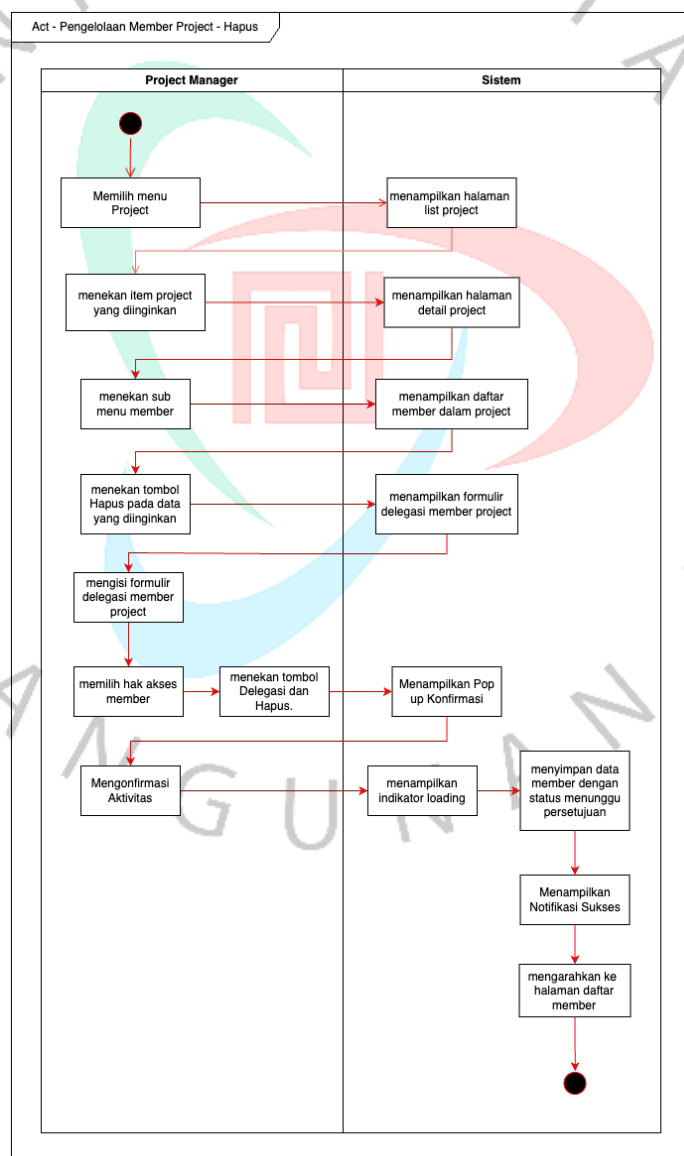 Act - Pengelolaan Member Project - Hapus
Project Manager
Sistem
Memilih menu
Project
menampilkan halaman
list project
menekan item project
yang diinginkan
menampilkan halaman
detail project
menekan sub
menu member
menampilkan daftar
member dalam project
menekan tombol
Hapus pada data
yang diinginkan
menampilkan formulir
delegasi member project
mengisi formulir
delegasi member
project
memilih hak akses
member
menekan tombol
Delegasi dan
Hapus.
Menampilkan Pop
up Konfirmasi
Mengonfirmasi
Aktivitas
menampilkan
indikator loading
menyimpan data
member dengan
status menunggu
persetujuan
Menampilkan
Notifikasi Sukses
mengarahkan ke
halaman daftar
member
ANGUNAN